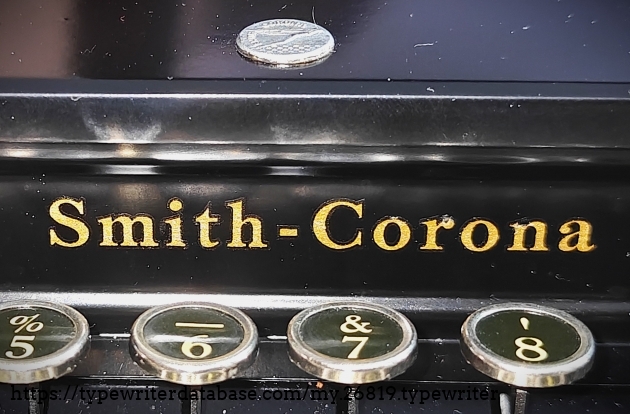 Smith-Corona
% _ & '
5 6 7 8
https://typewriterdatabase.com/my.26819.typewriter